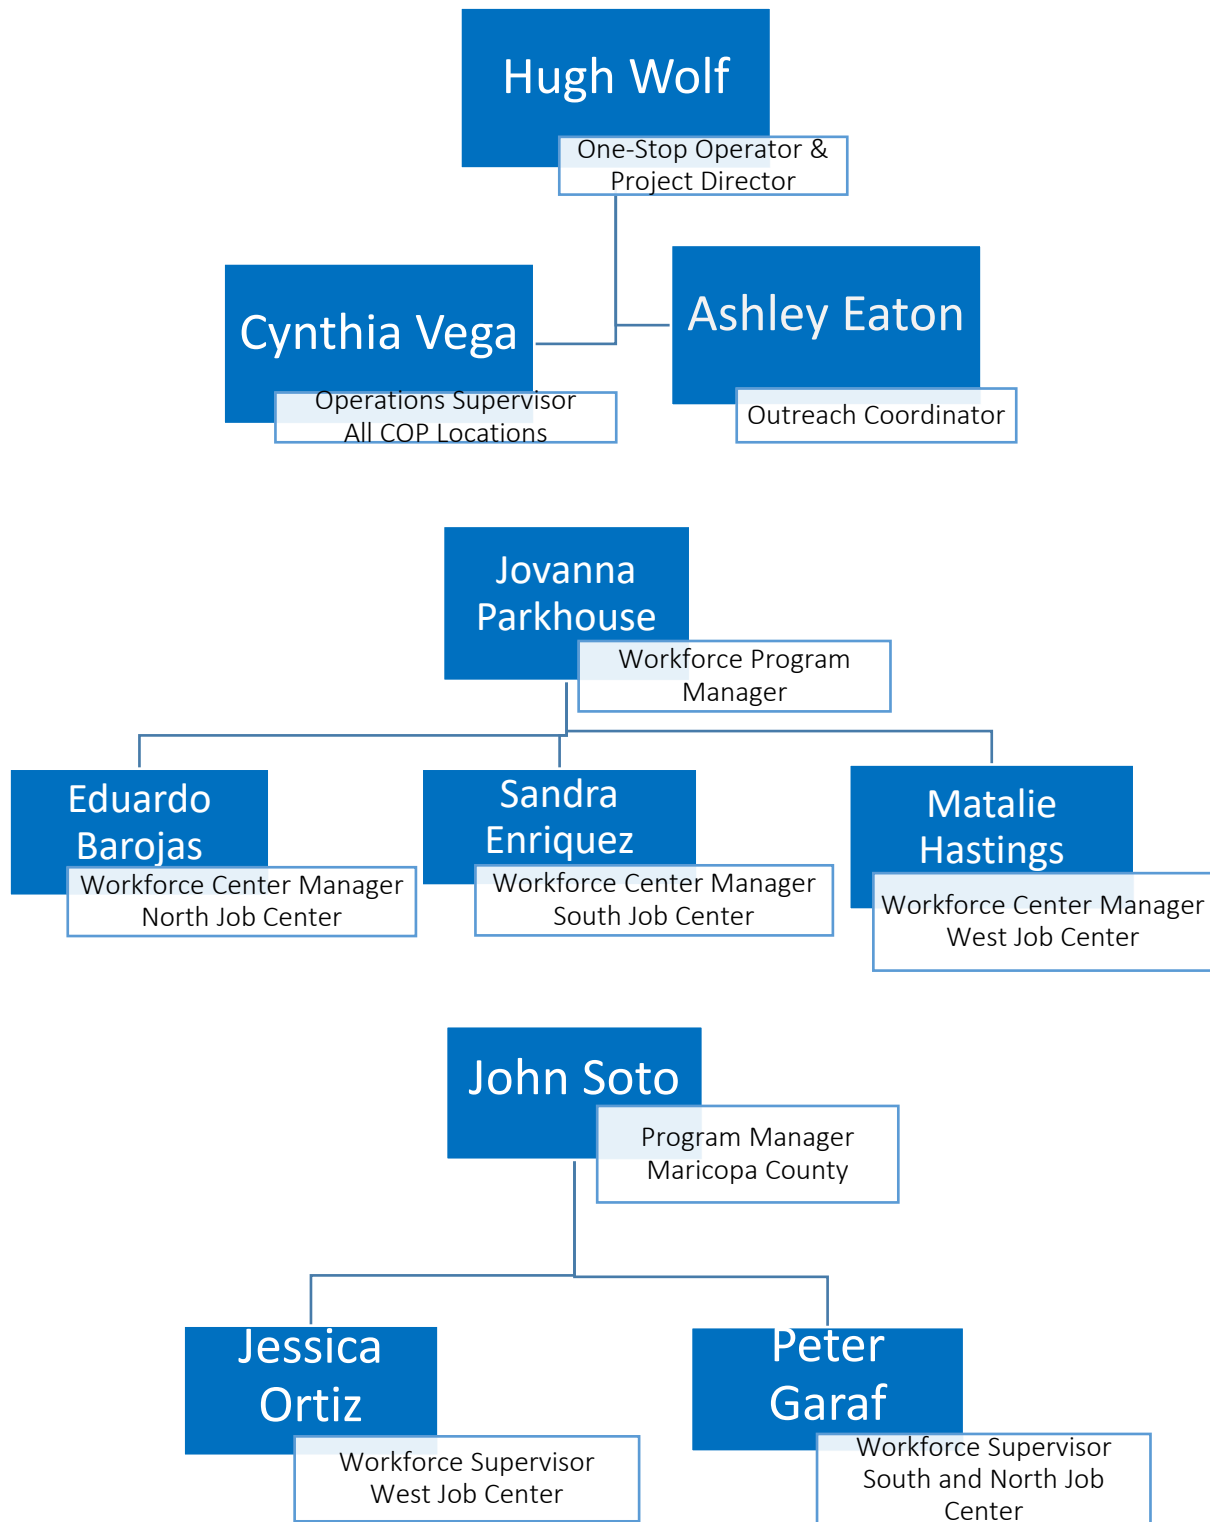 Hugh Wolf
One-Stop Operator &
Project Director
Cynthia Vega
Operations Supervisor
All COP Locations
Ashley Eaton
Outreach Coordinator
Jovanna
Parkhouse
Workforce Program
Manager
Eduardo
Barojas
Workforce Center Manager
North Job Center
Sandra
Enriquez
Workforce Center Manager
South Job Center
Matalie
Hastings
Workforce Center Manager
West Job Center
John Soto
Program Manager
Maricopa County
Jessica
Ortiz
Workforce Supervisor
West Job Center
Peter
Garaf
Workforce Supervisor
South and North Job
Center